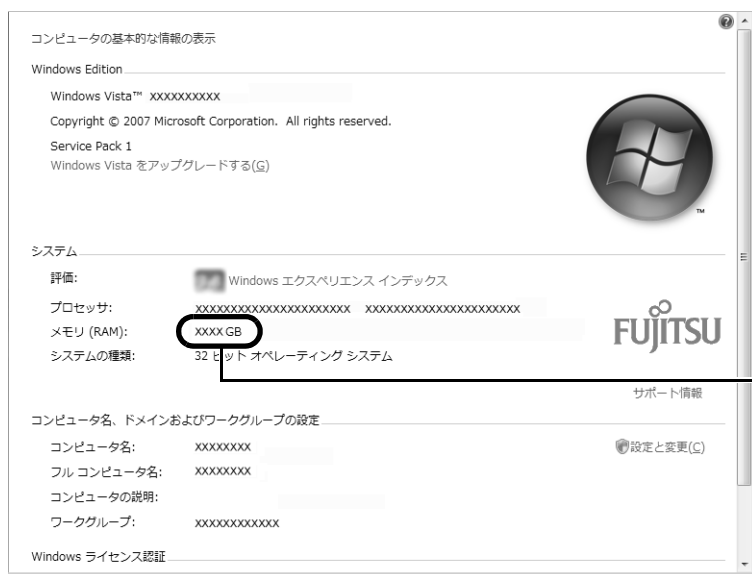 コンピュータの基本的な情報の表示
Windows Edition
Windows Vista™ xxxxxxxxxx
Copyright © 2007 Microsoft Corporation. All rights reserved.
Service Pack 1
Windows Vista をアップグレードする(G)
TM
システム
評価: Windows エクスペリエンス インデックス
プロセッサ: xxxxxxxxxxxxxxxxxxxxxx xxxxxxxxxxxxxxxxxxxxxx
メモリ (RAM): XXXX GB
システムの種類: 32 ビット オペレーティング システム
FUJITSU
サポート情報
コンピュータ名、ドメインおよびワークグループの設定
コンピュータ名: xxxxxxxx
設定と変更(C)
フル コンピュータ名: xxxxxxxx
コンピュータの説明:
ワークグループ: xxxxxxxxxxxx
Windows ライセンス認証